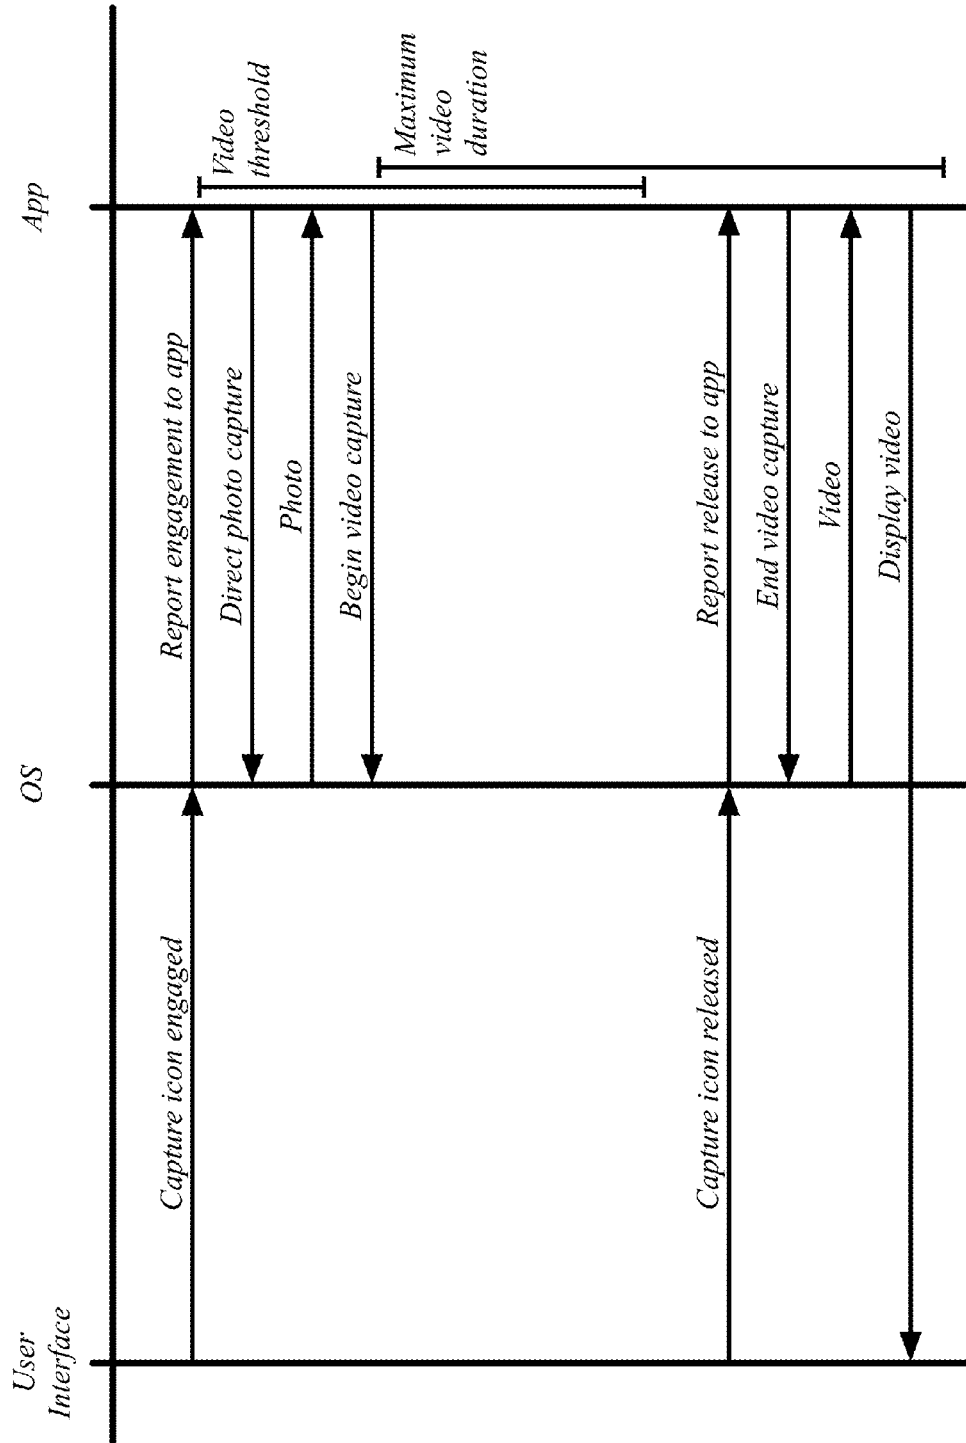 User
Interface
OS
App
Capture icon engaged
Report engagement to app
Video
threshold
Direct photo capture
Photo
Begin video capture
Maximum
video
duration
Capture icon released
Report release to app
End video capture
Video
Display video